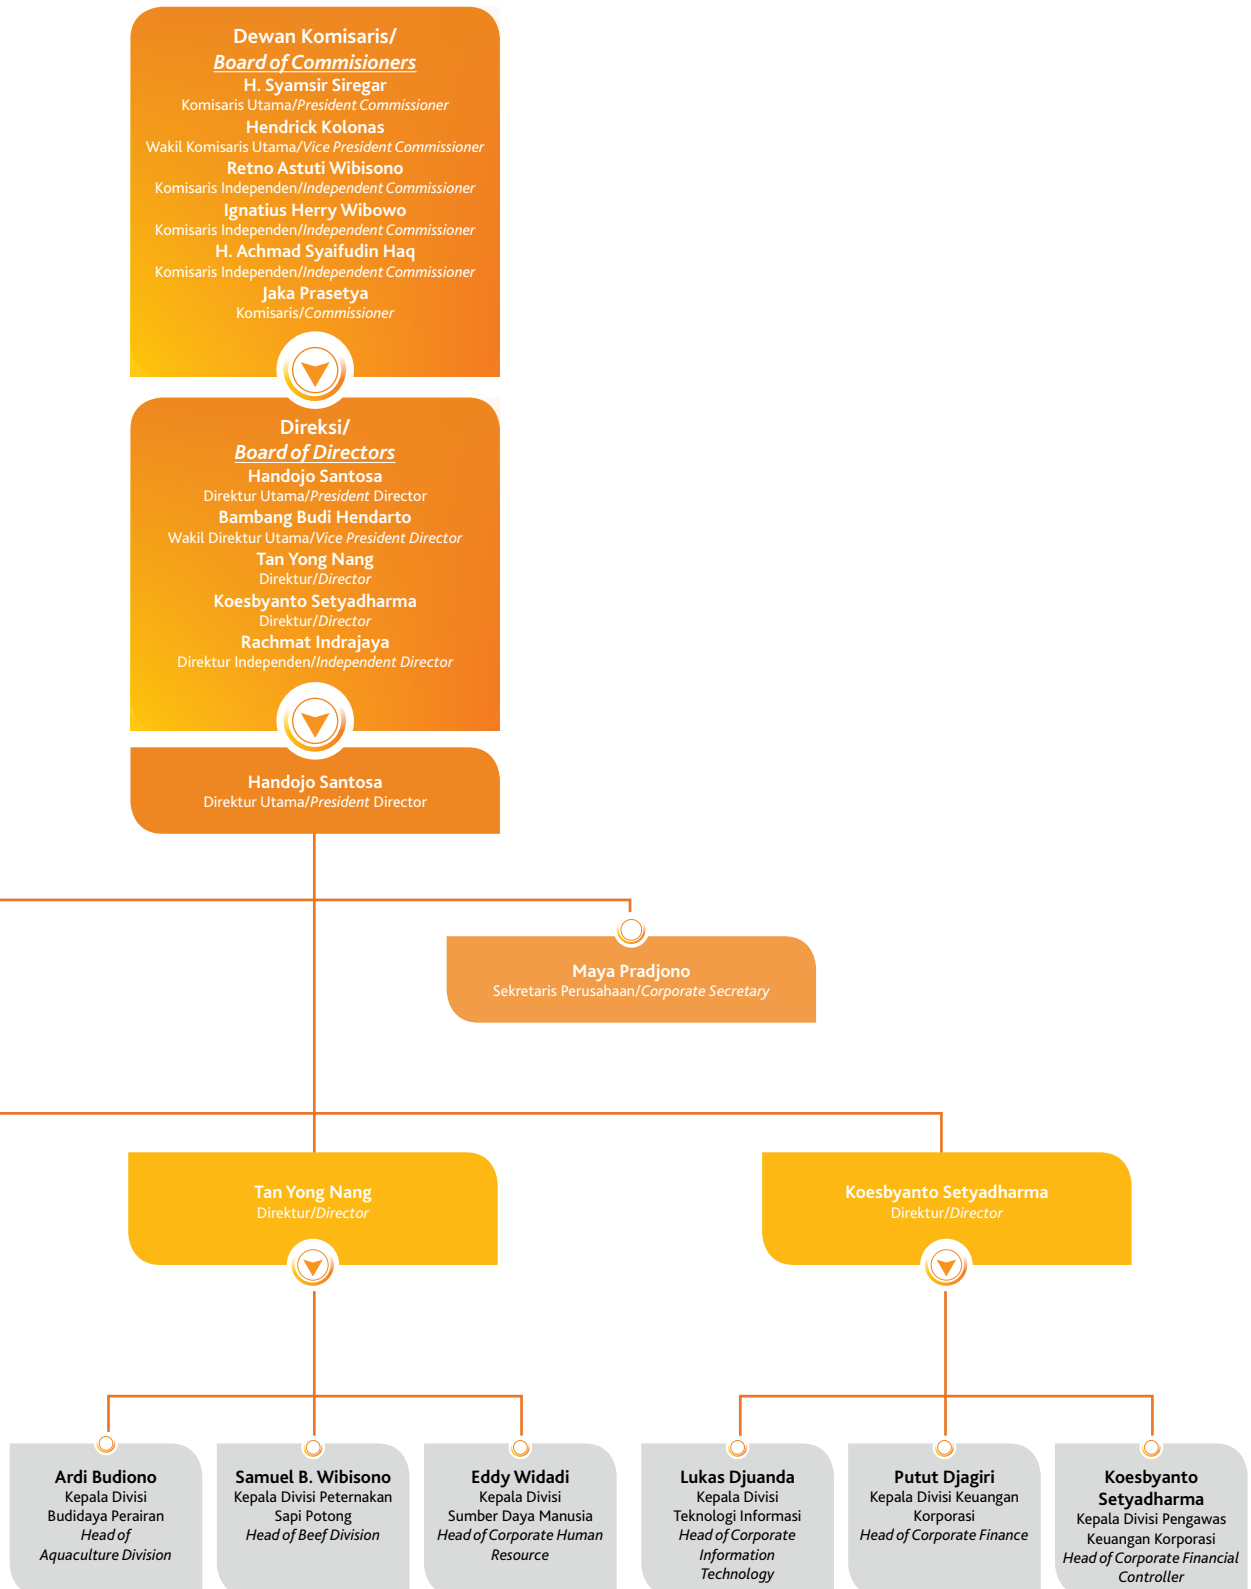 Dewan Komisaris/
Board of Commisioners
H. Syamsir Siregar
Komisaris Utama/President Commissioner
Hendrick Kolonas
Wakil Komisaris Utama/Vice President Commissioner
Retno Astuti Wibisono
Komisaris Independen/Independent Commissioner
Ignatius Herry Wibowo
Komisaris Independen/Independent Commissioner
H. Achmad Syaifudin Haq
Komisaris Independen/Independent Commissioner
Jaka Prasetya
Komisaris/Commissioner
Direksi/
Board of Directors
Handojo Santosa
Direktur Utama/President Director
Bambang Budi Hendarto
Wakil Direktur Utama/Vice President Director
Tan Yong Nang
Direktur/Director
Koesbyanto Setyadharma
Direktur/Director
Rachmat Indrajaya
Direktur Independen/Independent Director
Handojo Santosa
Direktur Utama/President Director
Maya Pradjono
Sekretaris Perusahaan/Corporate Secretary
Tan Yong Nang
Direktur/Director
Koesbyanto Setyadharma
Direktur/Director
Ardi Budiono
Kepala Divisi
Budidaya Perairan
Head of
Aquaculture Division
Samuel B. Wibisono
Kepala Divisi Peternakan
Sapi Potong
Head of Beef Division
Eddy Widadi
Kepala Divisi
Sumber Daya Manusia
Head of Corporate Human
Resource
Lukas Djuanda
Kepala Divisi
Teknologi Informasi
Head of Corporate
Information
Technology
Putut Djagiri
Kepala Divisi Keuangan
Korporasi
Head of Corporate Finance
Koesbyanto
Setyadharma
Kepala Divisi Pengawas
Keuangan Korporasi
Head of Corporate Financial
Controller